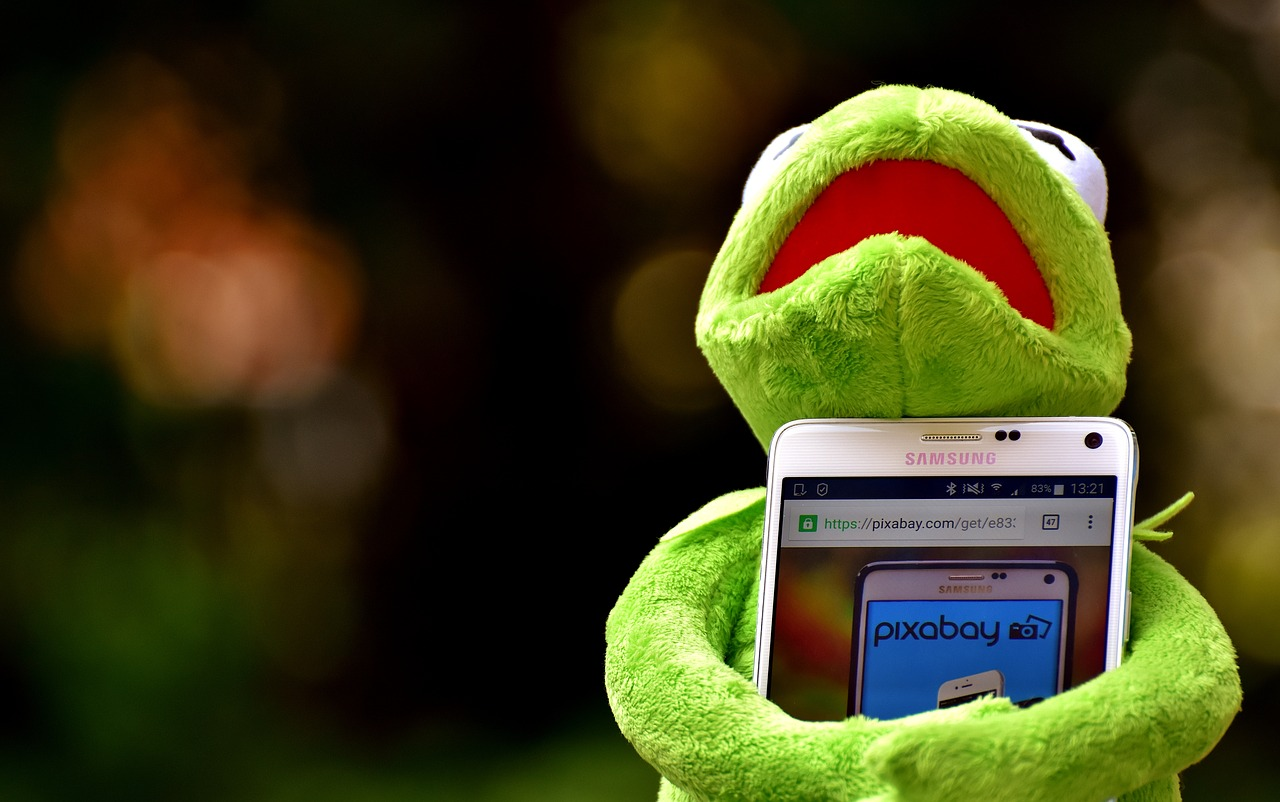 SAMSUNG
83% 13:21
https://pixabay.com/get/e83
47
SAMSUNG
pixabay